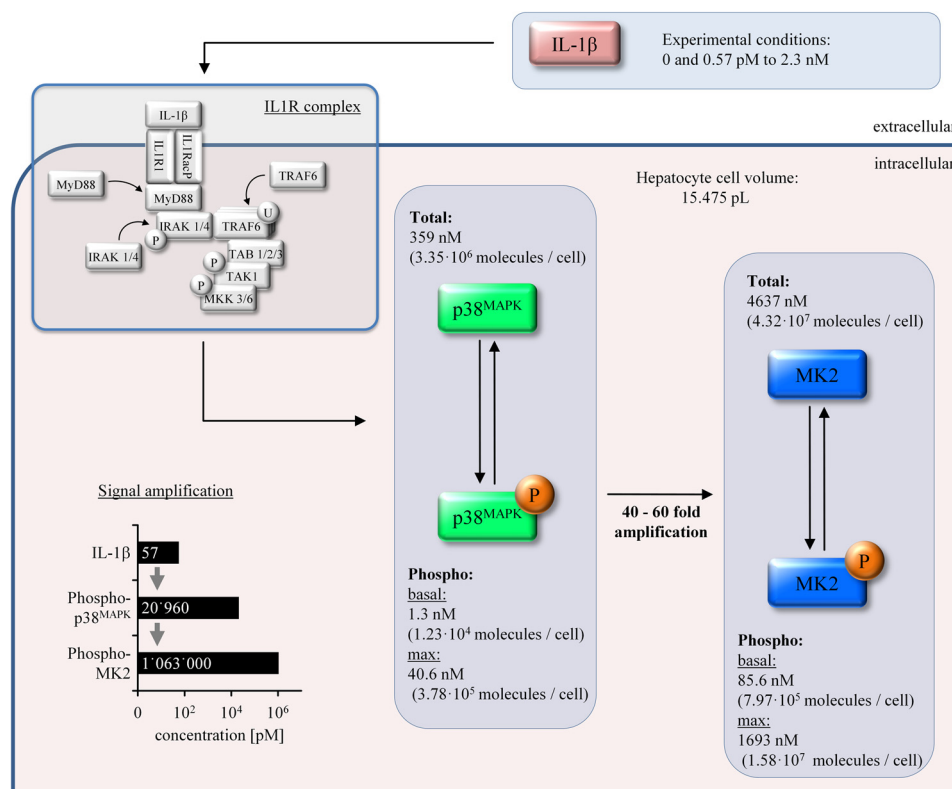 IL-1β
Experimental conditions:
0 and 0.57 pM to 2.3 nM
IL1R complex
extracellular
intracellular
IL-1β
IL1R1
IL1RacP
MyD88
MyD88
TRAF6
IRAK 1/4
P
IRAK 1/4
TRAF6
U
TAB 1/2/3
P
TAK1
P
MKK 3/6
Hepatocyte cell volume:
15.475 pL
Total:
359 nM
(3.35·10⁶ molecules / cell)
p38ᴹᴬᴾᴷ
p38ᴹᴬᴾᴷ
P
Phospho:
basal:
1.3 nM
(1.23·10⁴ molecules / cell)
max:
40.6 nM
(3.78·10⁵ molecules / cell)
40 - 60 fold
amplification
Total:
4637 nM
(4.32·10⁷ molecules / cell)
MK2
MK2
P
Phospho:
basal:
85.6 nM
(7.97·10⁵ molecules / cell)
max:
1693 nM
(1.58·10⁷ molecules / cell)
Signal amplification
IL-1β
57
Phospho-
p38ᴹᴬᴾᴷ
20˙960
Phospho-
MK2
1˙063˙000
0 10² 10⁴ 10⁶
concentration [pM]